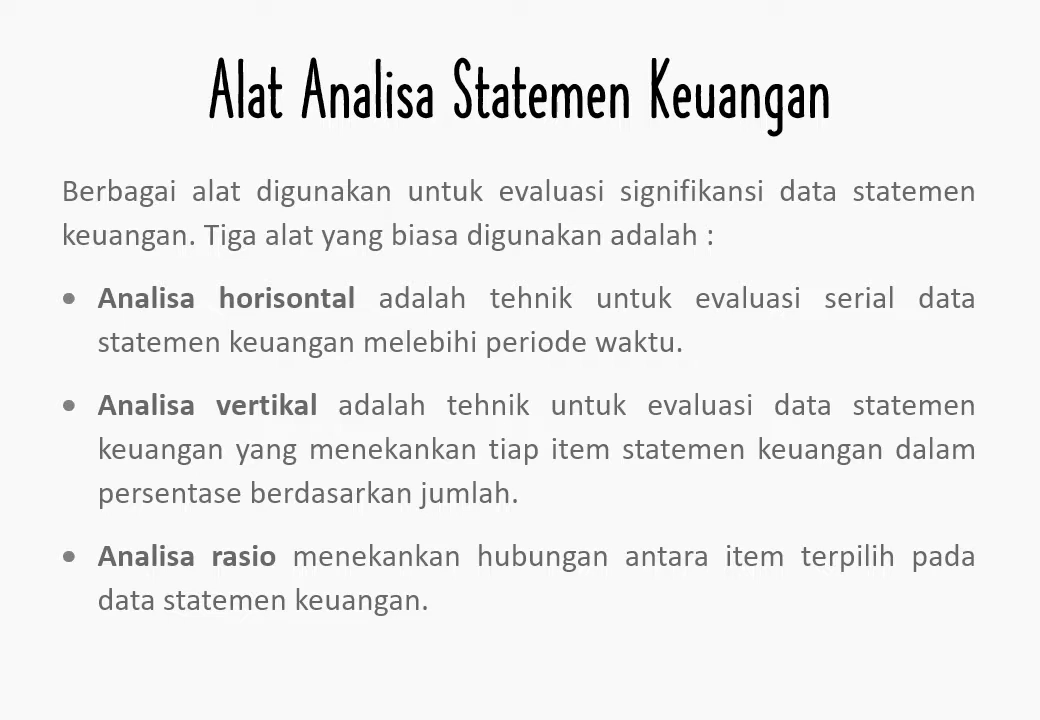 Alat Analisa Statemen Keuangan
Berbagai alat digunakan untuk evaluasi signifikansi data statemen
keuangan. Tiga alat yang biasa digunakan adalah :
• Analisa horisontal adalah tehnik untuk evaluasi serial data
statemen keuangan melebihi periode waktu.
• Analisa vertikal adalah tehnik untuk evaluasi data statemen
keuangan yang menekankan tiap item statemen keuangan dalam
persentase berdasarkan jumlah.
• Analisa rasio menekankan hubungan antara item terpilih pada
data statemen keuangan.